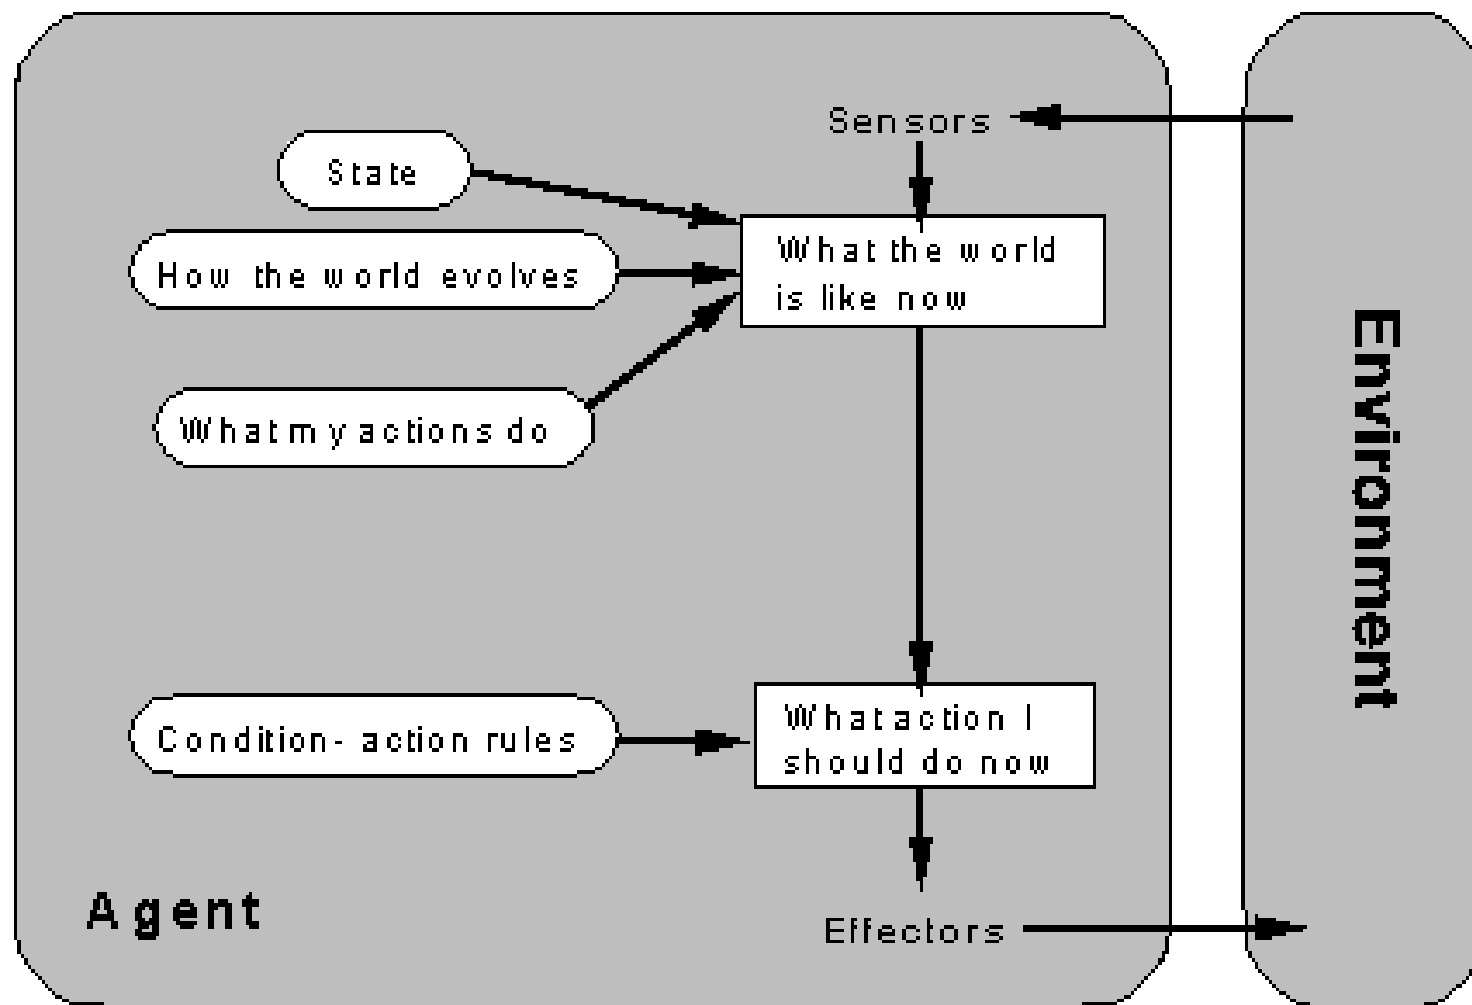 Sensors
State
What the world
is like now
How the world evolves
What my actions do
Environment
What action I
should do now
Condition- action rules
Agent
Effectors